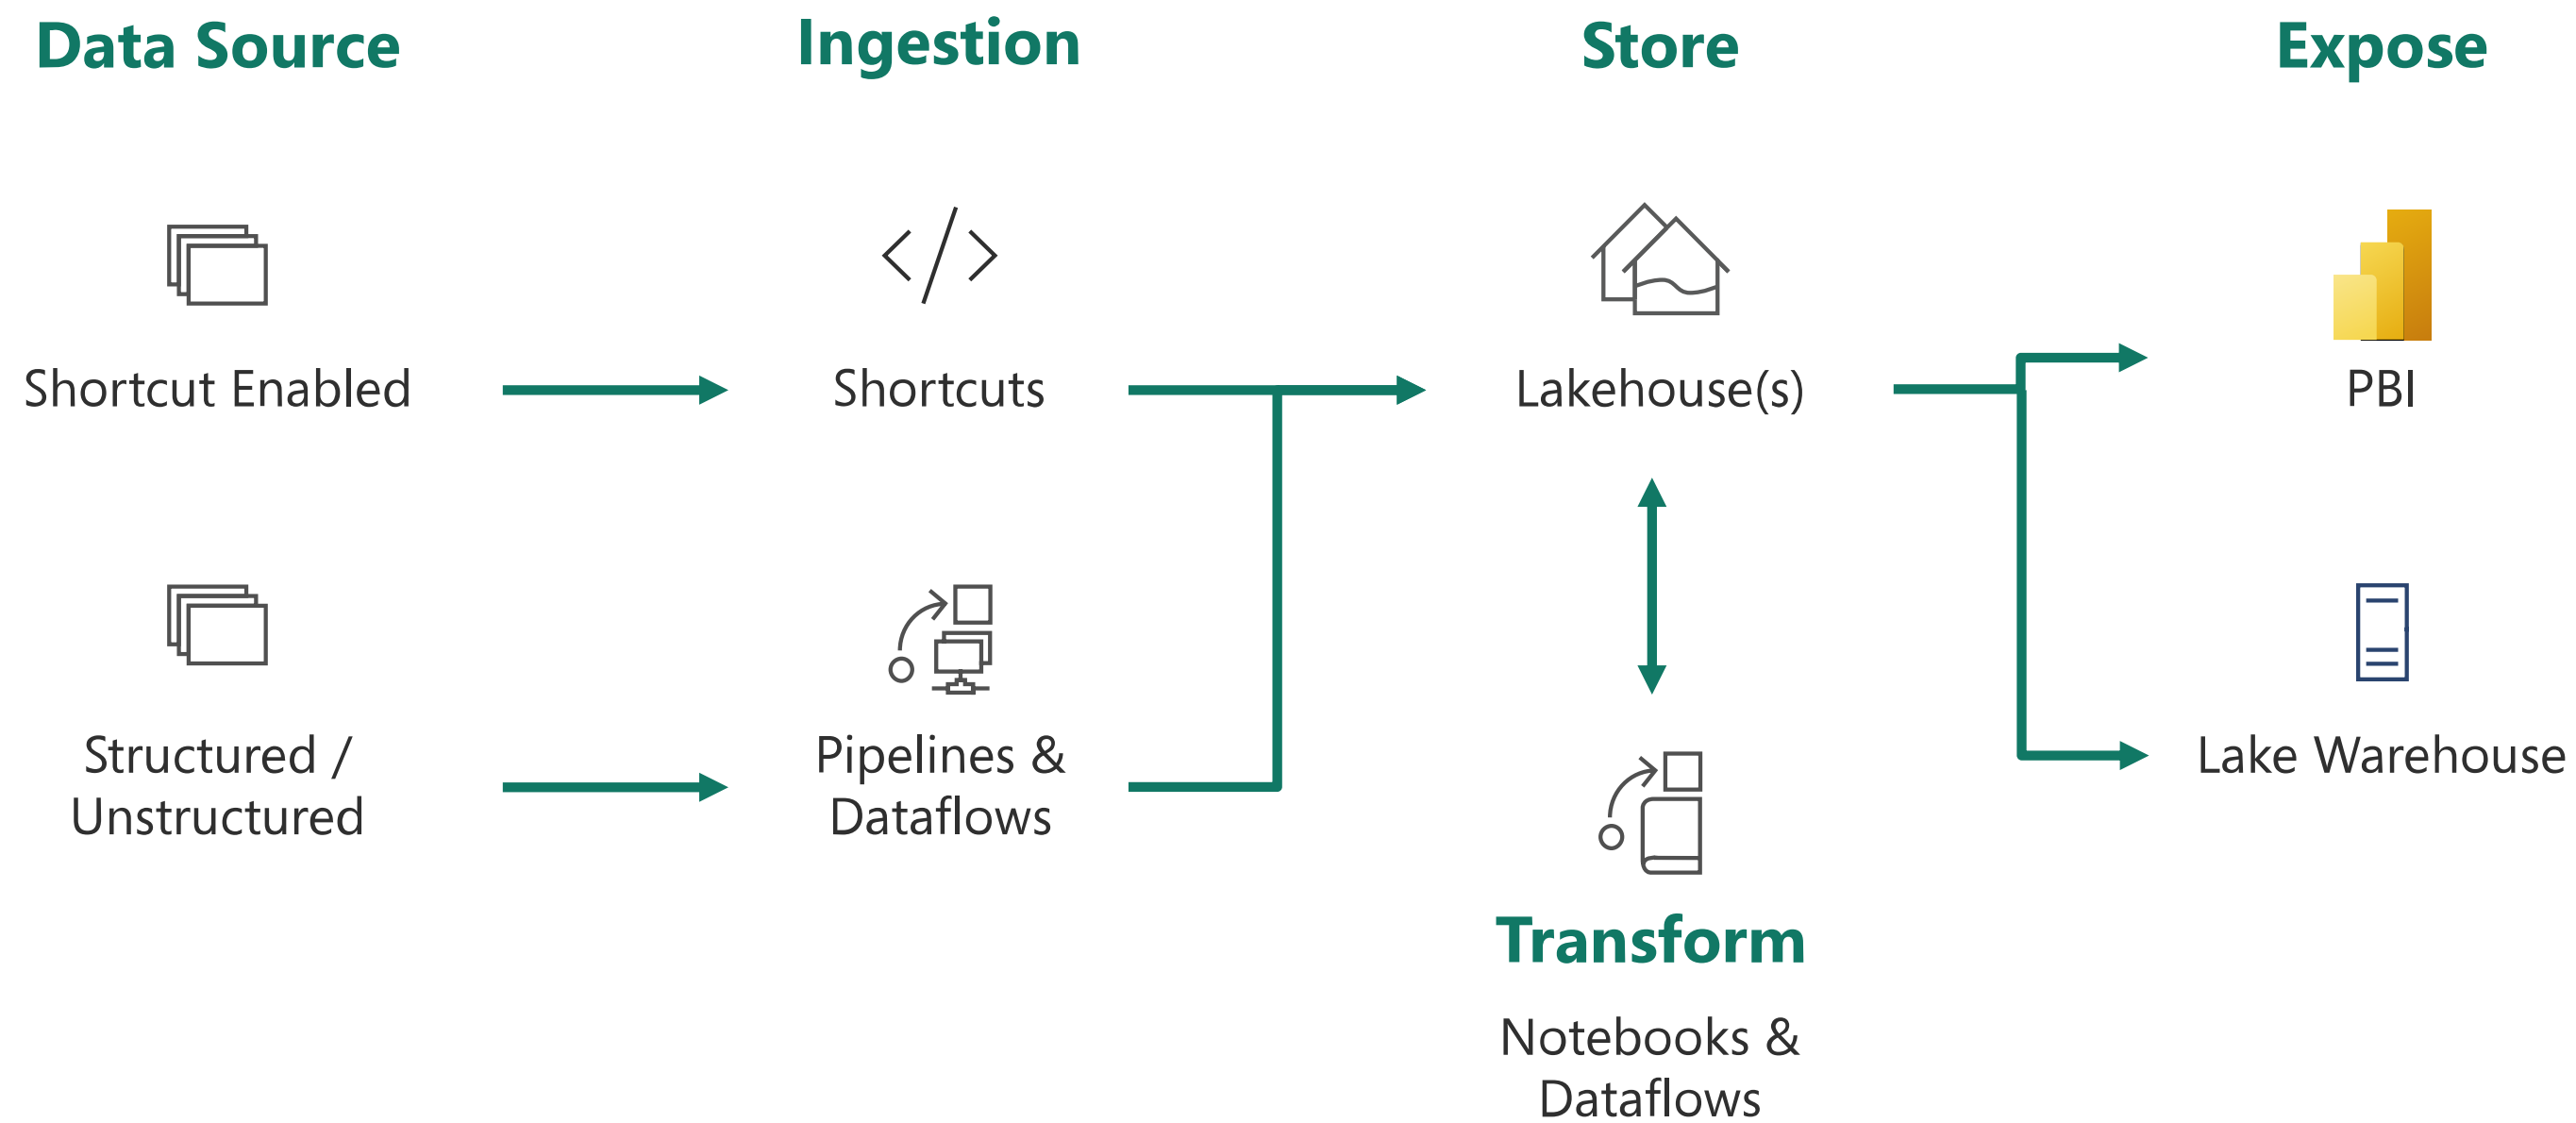 Data Source
Ingestion
Store
Expose
Shortcut Enabled
Shortcuts
Lakehouse(s)
PBI
Structured /
Unstructured
Pipelines &
Dataflows
Lake Warehouse
Transform
Notebooks &
Dataflows